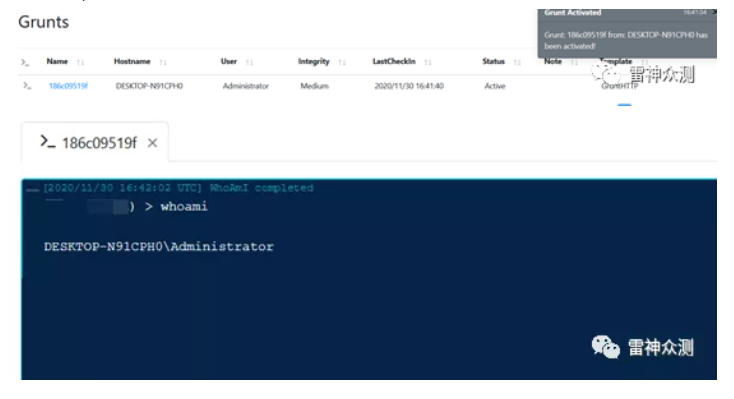 Grunts
Grunt Activated 16:41:34 ×
Grunt: 186c09519f from: DESKTOP-N91CPH0 has
been activated!
>_ Name ↑↓ Hostname ↑↓ User ↑↓ Integrity ↑↓ LastCheckIn ↑↓ Status ↑↓ Note ↑↓ Template
>_ 186c09519f DESKTOP-N91CPH0 Administrator Medium 2020/11/30 16:41:40 Active GruntHTTP
雷神众测
>_ 186c09519f ×
[2020/11/30 16:42:02 UTC] WhoAmI completed
) > whoami
DESKTOP-N91CPH0\Administrator
雷神众测